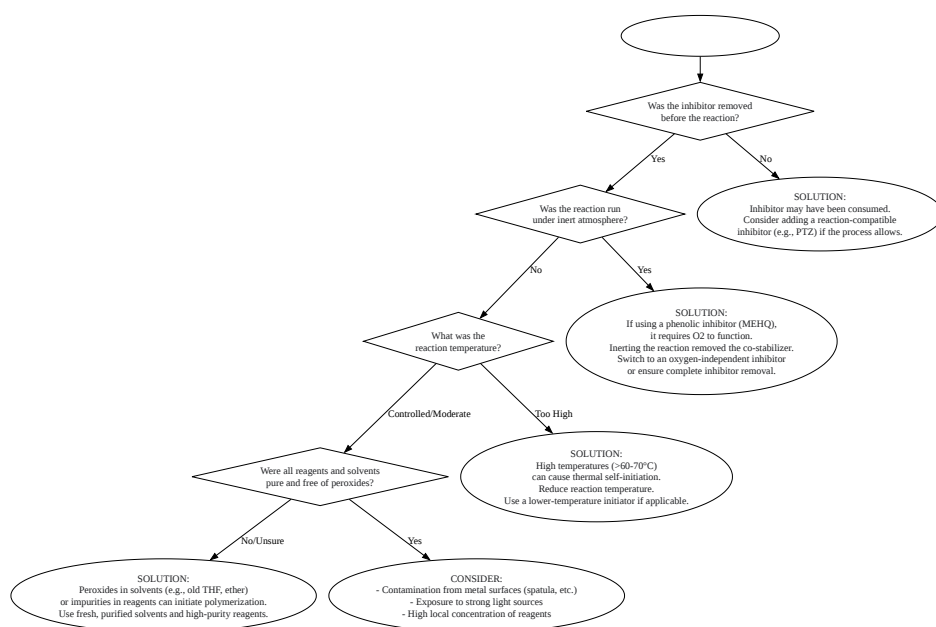 Was the inhibitor removed
before the reaction?
Yes
No
Was the reaction run
under inert atmosphere?
SOLUTION:
Inhibitor may have been consumed.
Consider adding a reaction-compatible
inhibitor (e.g., PTZ) if the process allows.
No
Yes
What was the
reaction temperature?
SOLUTION:
If using a phenolic inhibitor (MEHQ),
it requires O2 to function.
Inerting the reaction removed the co-stabilizer.
Switch to an oxygen-independent inhibitor
or ensure complete inhibitor removal.
Controlled/Moderate
Too High
Were all reagents and solvents
pure and free of peroxides?
SOLUTION:
High temperatures (>60-70°C)
can cause thermal self-initiation.
Reduce reaction temperature.
Use a lower-temperature initiator if applicable.
No/Unsure
Yes
SOLUTION:
Peroxides in solvents (e.g., old THF, ether)
or impurities in reagents can initiate polymerization.
Use fresh, purified solvents and high-purity reagents.
CONSIDER:
- Contamination from metal surfaces (spatula, etc.)
- Exposure to strong light sources
- High local concentration of reagents